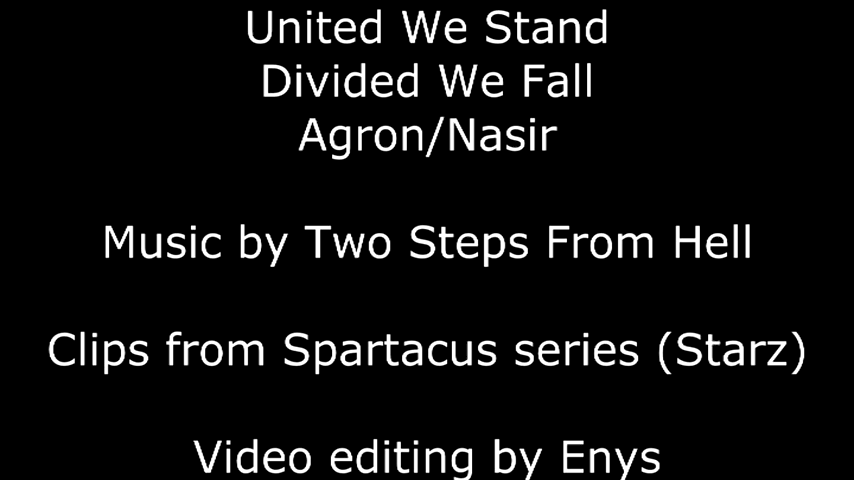 United We Stand
Divided We Fall
Agron/Nasir
Music by Two Steps From Hell
Clips from Spartacus series (Starz)
Video editing by Enys